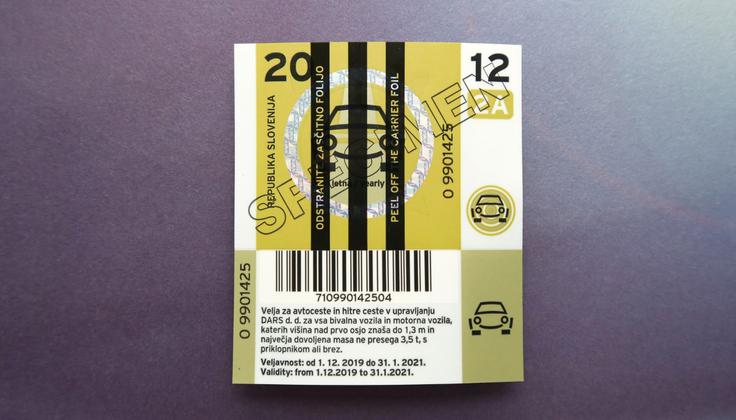 20 12
REPUBLIKA SLOVENIJA
ODSTRANITE ZAŠČITNO FOLIJO
PEEL OFF THE CARRIER FOIL
letna / yearly
SPECIMEN
0 9901425
0 9901425
710990142504
Velja za avtoceste in hitre ceste v upravljanju
DARS d. d. za vsa bivalna vozila in motorna vozila,
katerih višina nad prvo osjo znaša do 1,3 m in
največja dovoljena masa ne presega 3,5 t, s
priklopnikom ali brez.
Veljavnost: od 1. 12. 2019 do 31. 1. 2021.
Validity: from 1.12.2019 to 31.1.2021.